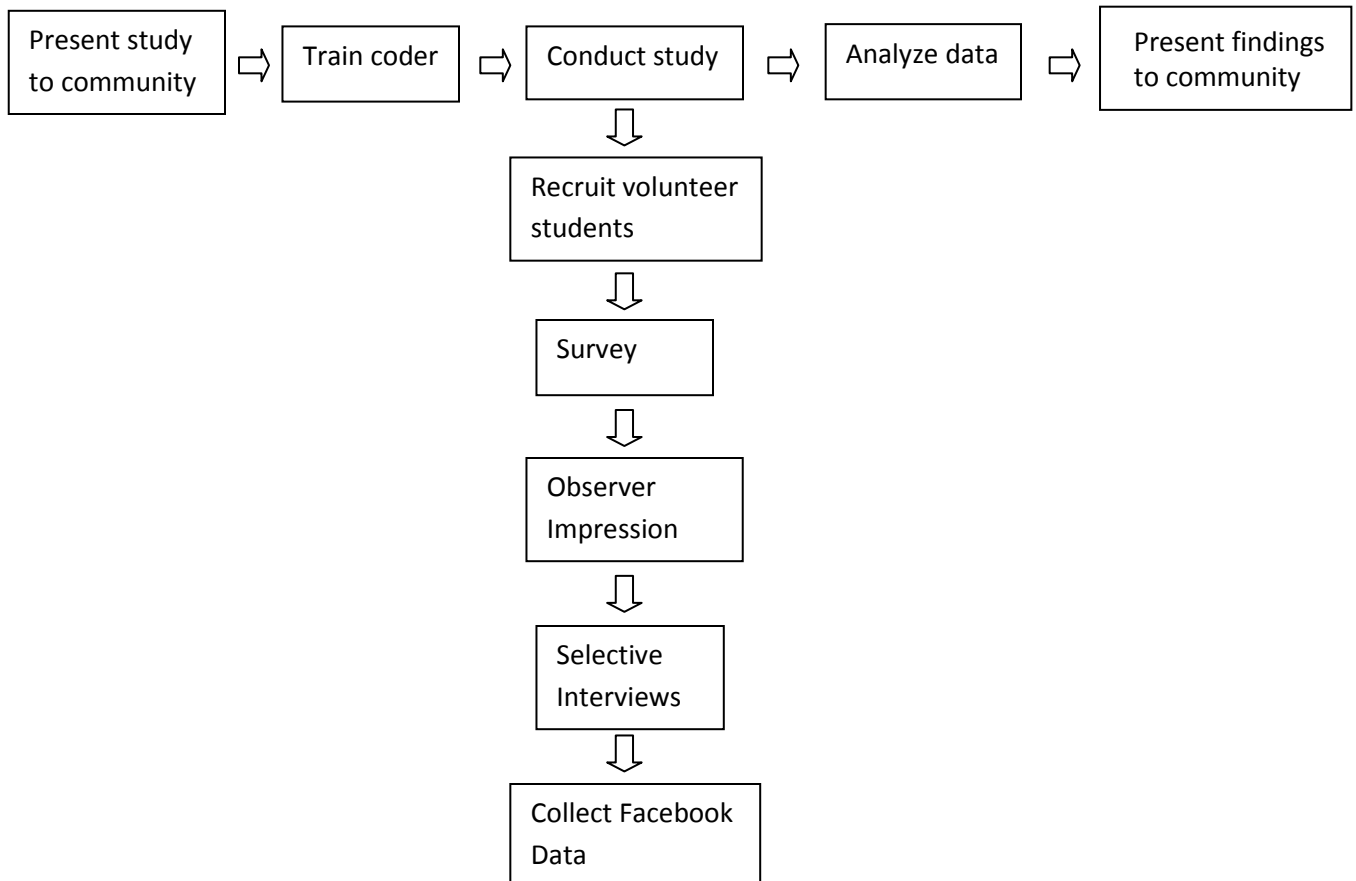 Present study
to community
Train coder
Conduct study
Analyze data
Present findings
to community
Recruit volunteer
students
Survey
Observer
Impression
Selective
Interviews
Collect Facebook
Data